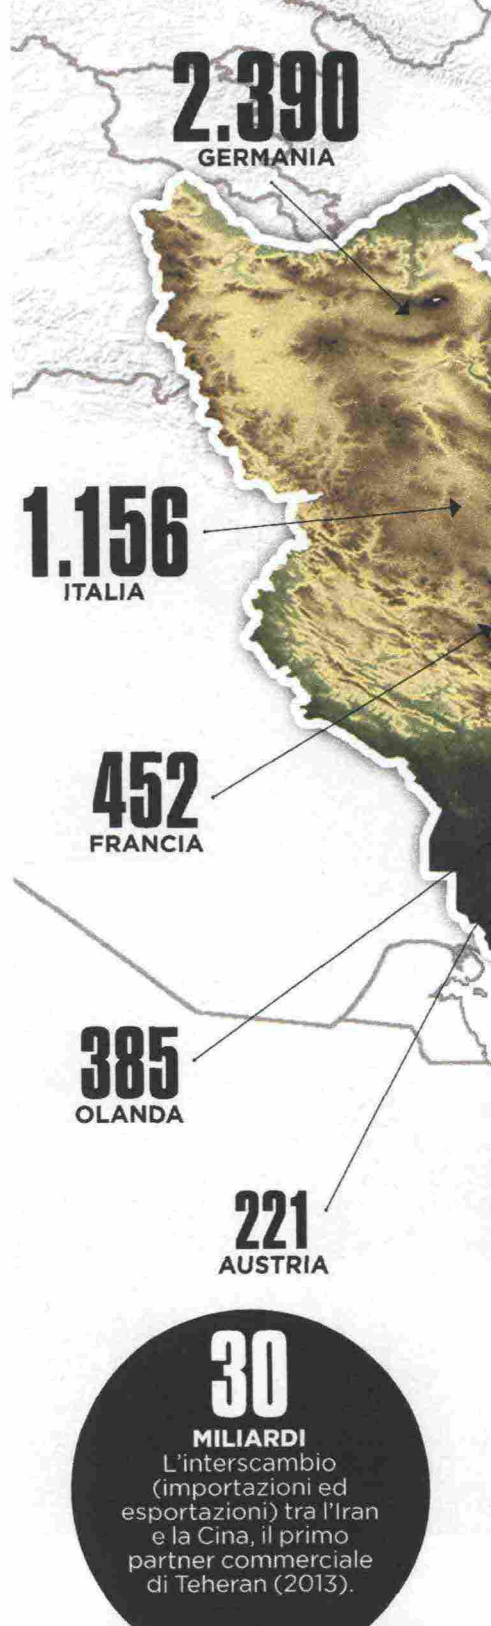 2.390
GERMANIA
1.156
ITALIA
452
FRANCIA
385
OLANDA
221
AUSTRIA
30
MILIARDI
L'interscambio
(importazioni ed
esportazioni) tra l'Iran
e la Cina, il primo
partner commerciale
di Teheran (2013).